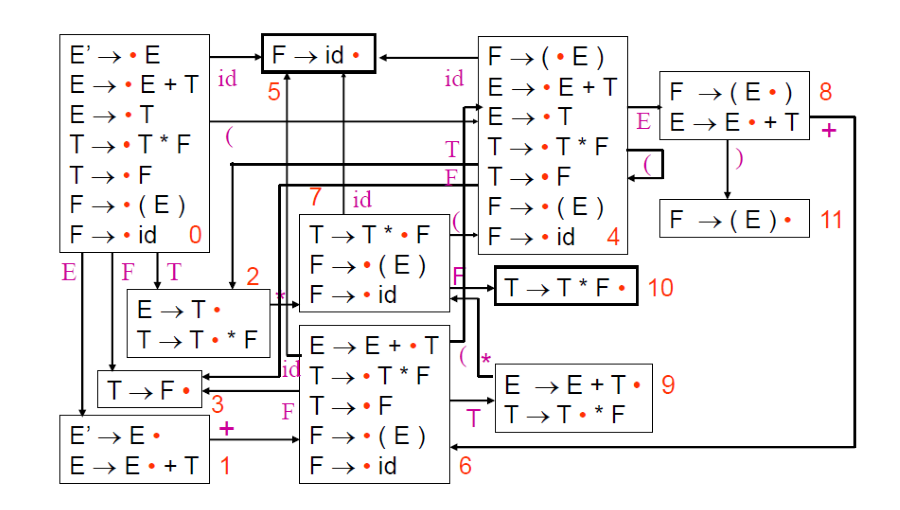 E’ → • E
E → • E + T
E → • T
T → • T * F
T → • F
F → • ( E )
F → • id 0
id
(
F → id •
5
id
T
F
F → ( • E )
E → • E + T
E → • T
T → • T * F
T → • F
F → • ( E )
F → • id 4
E
(
F → ( E • )
E → E • + T
8
+
)
F → ( E ) •
11
E
F
T
2
E → T •
T → T • * F
*
7
id
T → T * • F
F → • ( E )
F → • id
(
F
T → T * F •
10
T → F •
3
id
F
E → E + • T
T → • T * F
T → • F
F → • ( E )
F → • id
6
(
*
T
E → E + T •
T → T • * F
9
E’ → E •
E → E • + T
1
+